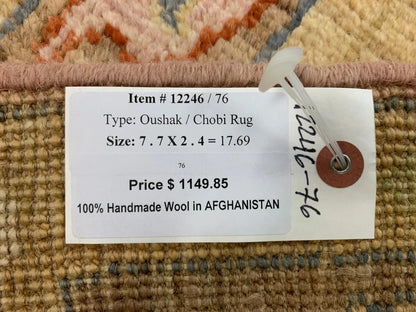 Item # 12246 / 76
Type: Oushak / Chobi Rug
Size: 7 . 7 X 2 . 4 = 17.69
76
Price $ 1149.85
100% Handmade Wool in AFGHANISTAN
12246-76